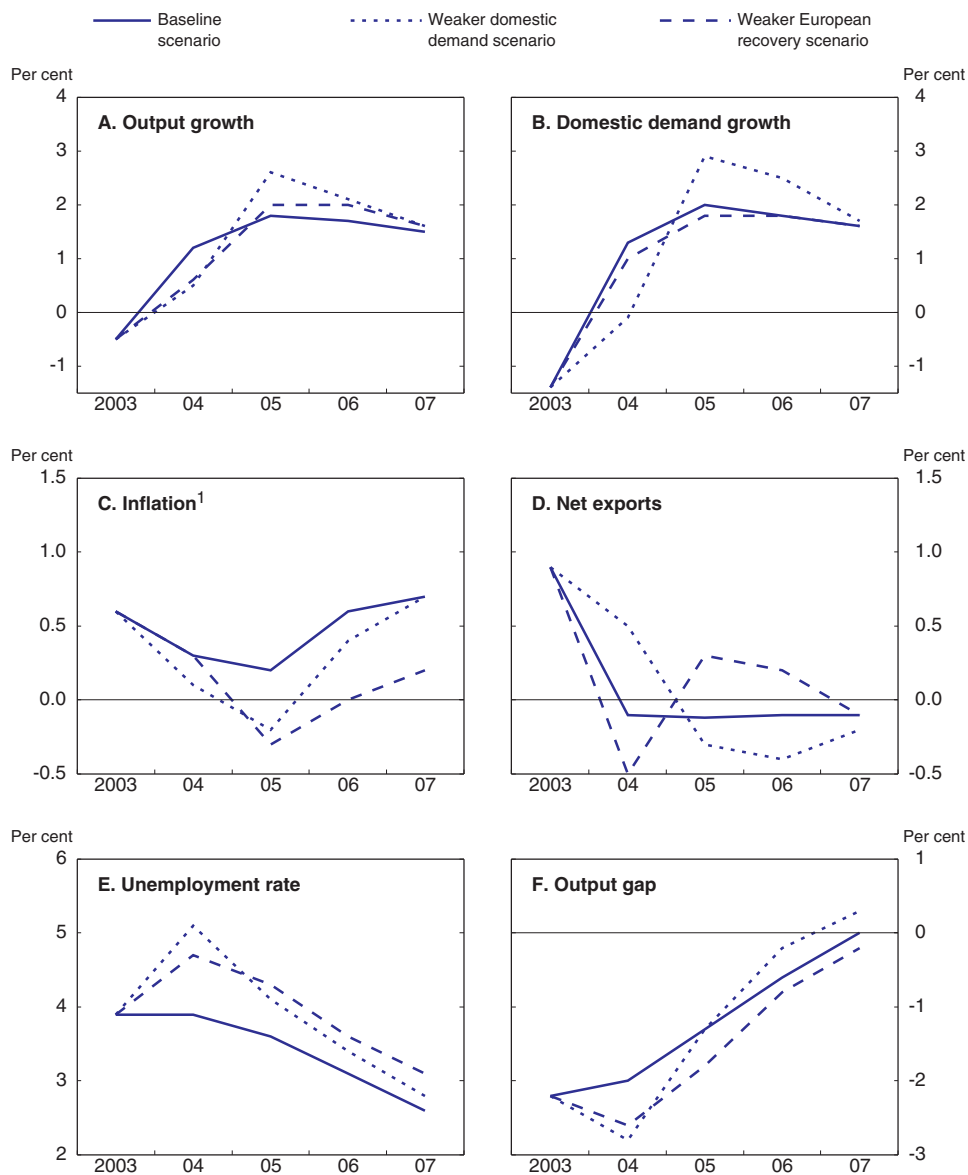 Baseline scenario
Weaker domestic demand scenario
Weaker European recovery scenario
Per cent
4
A. Output growth
B. Domestic demand growth
3
2
1
0
-1
2003 04 05 06 07
2003 04 05 06 07
Per cent
4
3
2
1
0
-1
Per cent
1.5
C. Inflation1
1.0
0.5
0.0
-0.5
2003 04 05 06 07
Per cent
1.5
D. Net exports
1.0
0.5
0.0
-0.5
2003 04 05 06 07
Per cent
6
E. Unemployment rate
5
4
3
2
2003 04 05 06 07
Per cent
1
F. Output gap
0
-1
-2
-3
2003 04 05 06 07